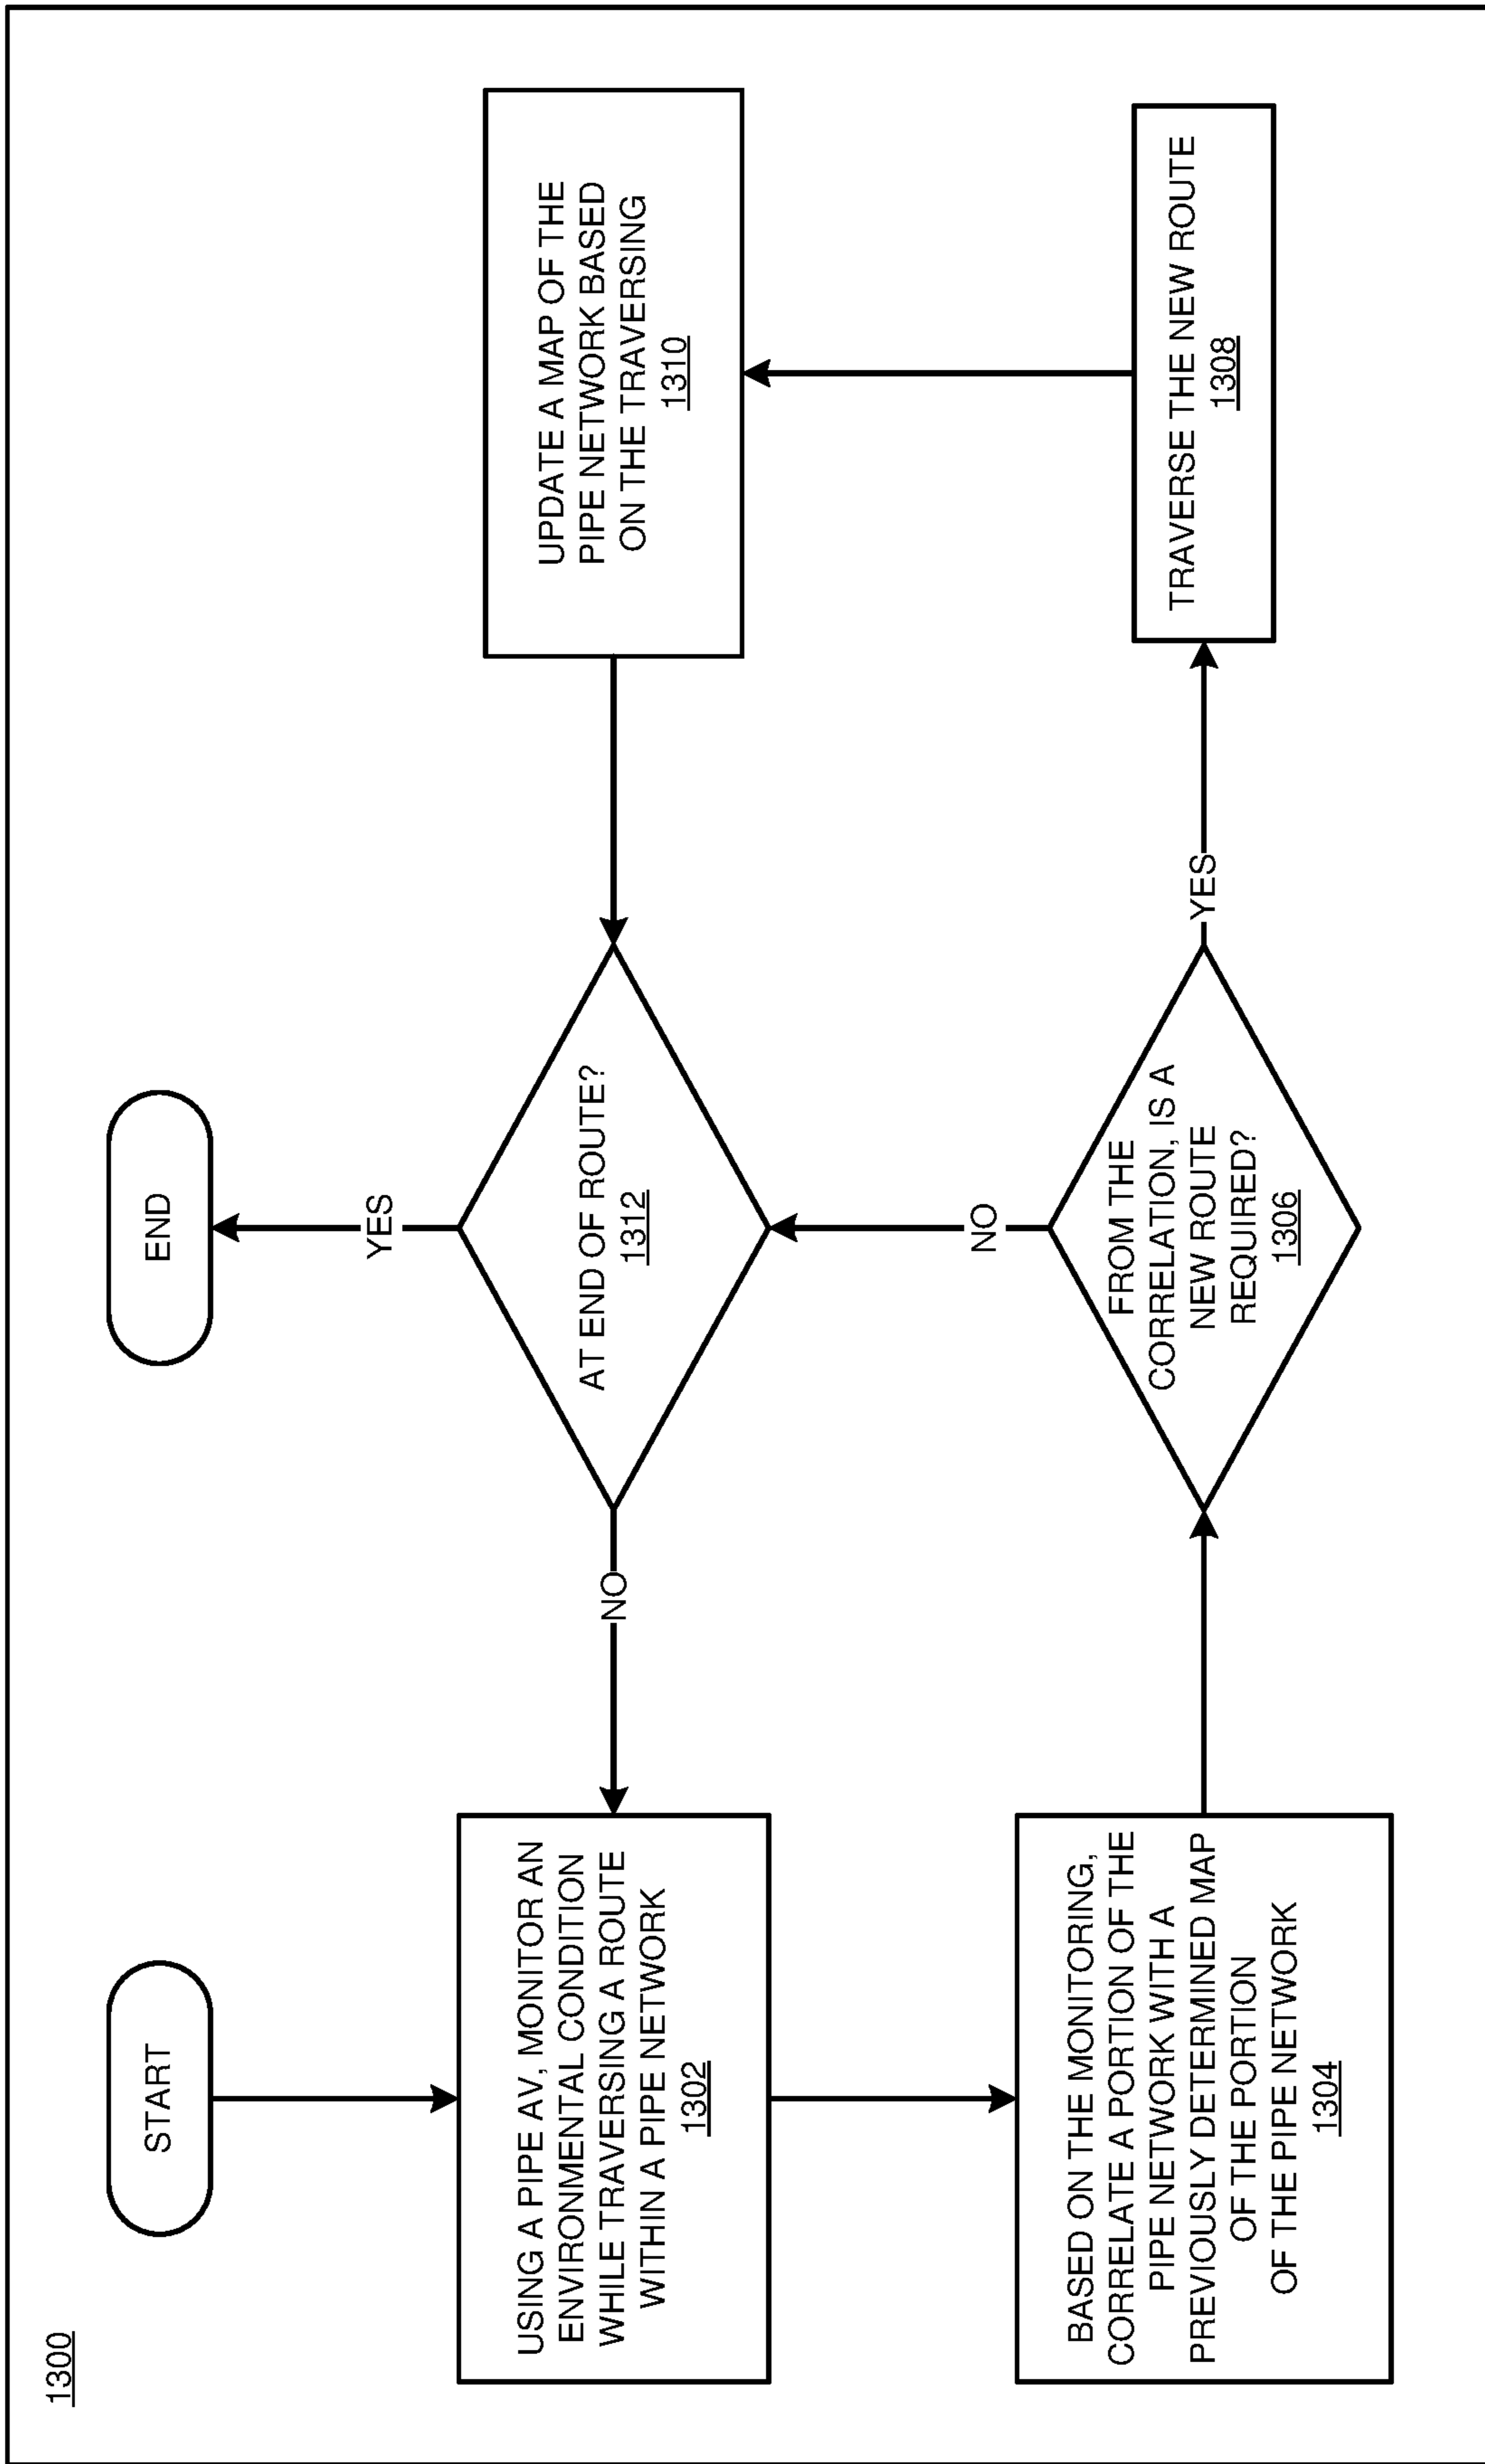 1300
START
USING A PIPE AV, MONITOR AN
ENVIRONMENTAL CONDITION
WHILE TRAVERSING A ROUTE
WITHIN A PIPE NETWORK
1302
BASED ON THE MONITORING,
CORRELATE A PORTION OF THE
PIPE NETWORK WITH A
PREVIOUSLY DETERMINED MAP
OF THE PORTION
OF THE PIPE NETWORK
1304
FROM THE
CORRELATION, IS A
NEW ROUTE
REQUIRED?
1306
YES
NO
TRAVERSE THE NEW ROUTE
1308
UPDATE A MAP OF THE
PIPE NETWORK BASED
ON THE TRAVERSING
1310
AT END OF ROUTE?
1312
NO
YES
END